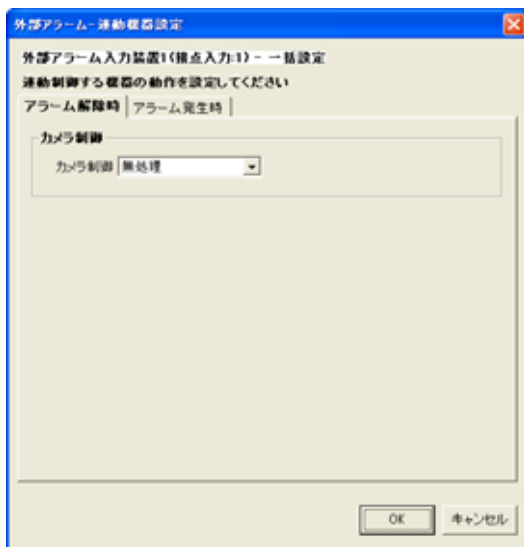 外部アラーム-連動機器設定
外部アラーム入力装置1(接点入力:1) - 一括設定
連動制御する機器の動作を設定してください
アラーム解除時 アラーム発生時
カメラ制御
カメラ制御 無処理
OK キャンセル